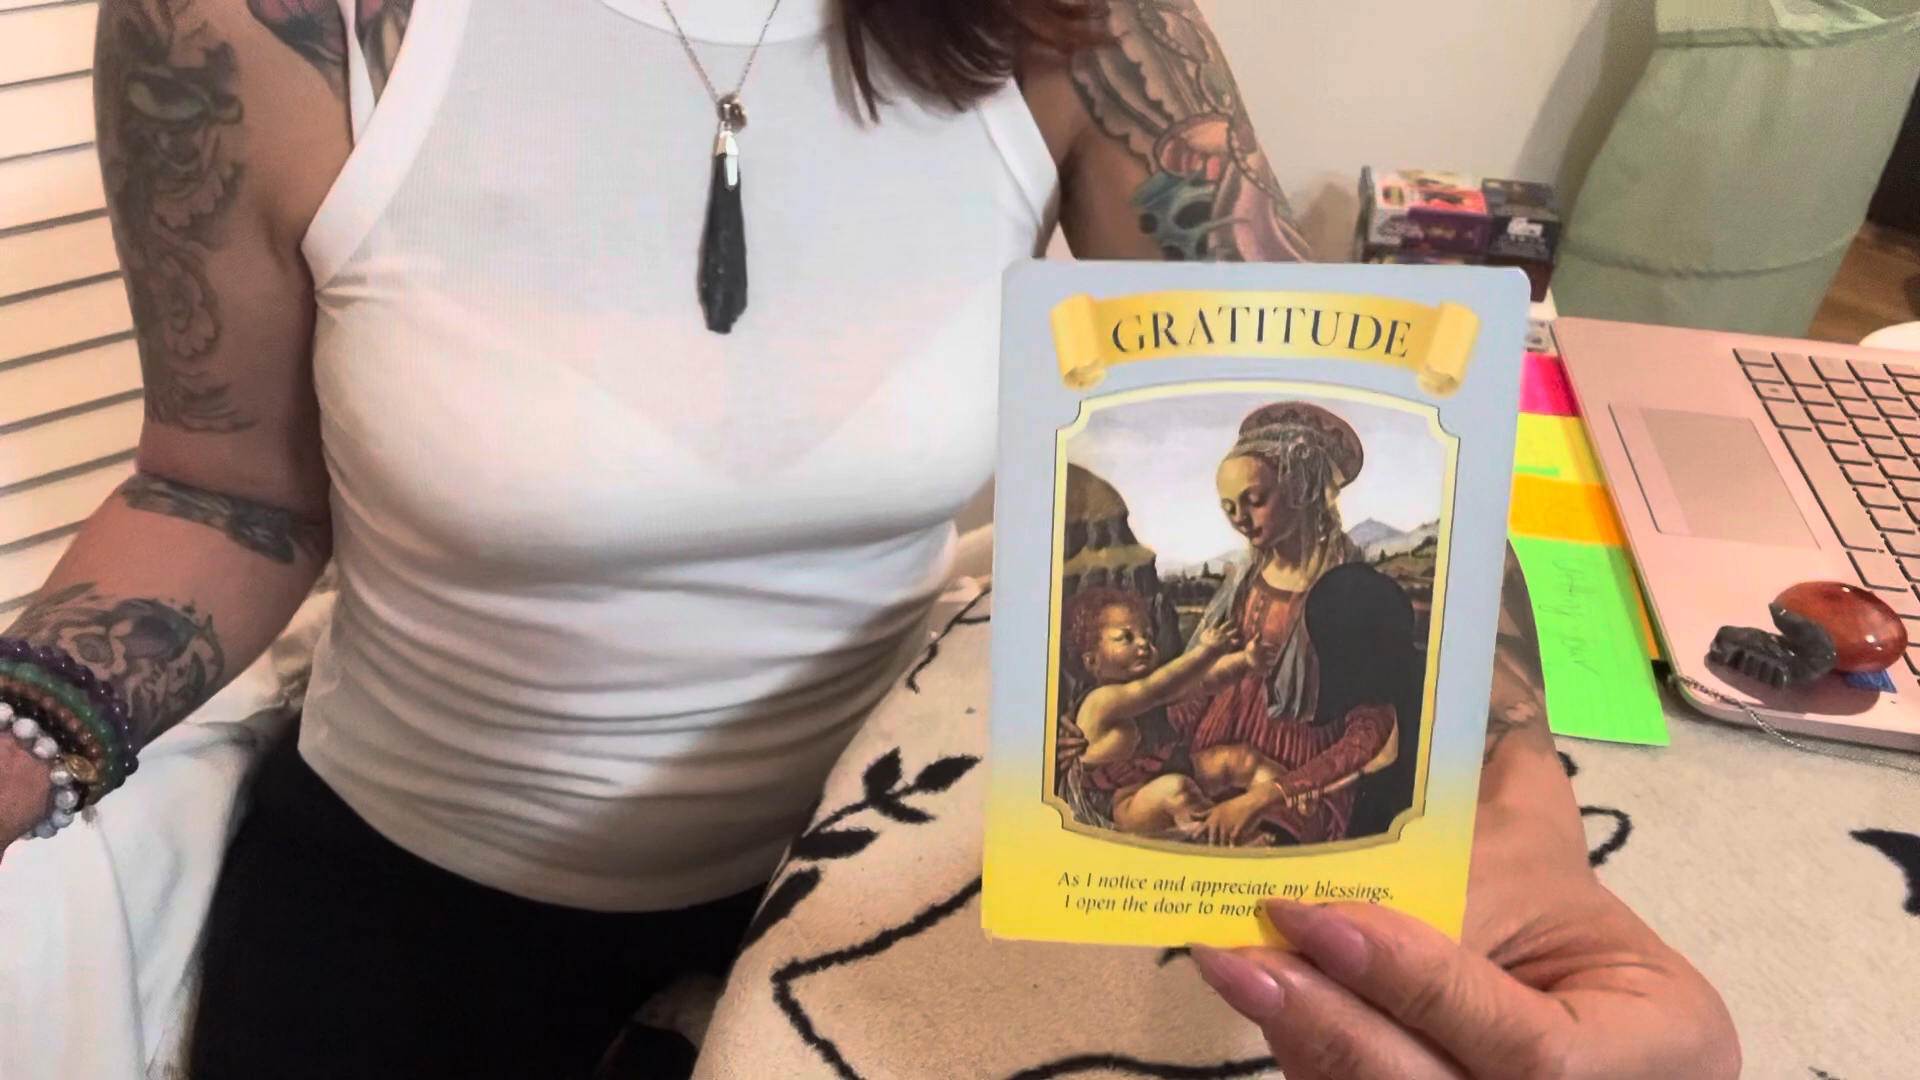 GRATITUDE
As I notice and appreciate my blessings,
I open the door to more